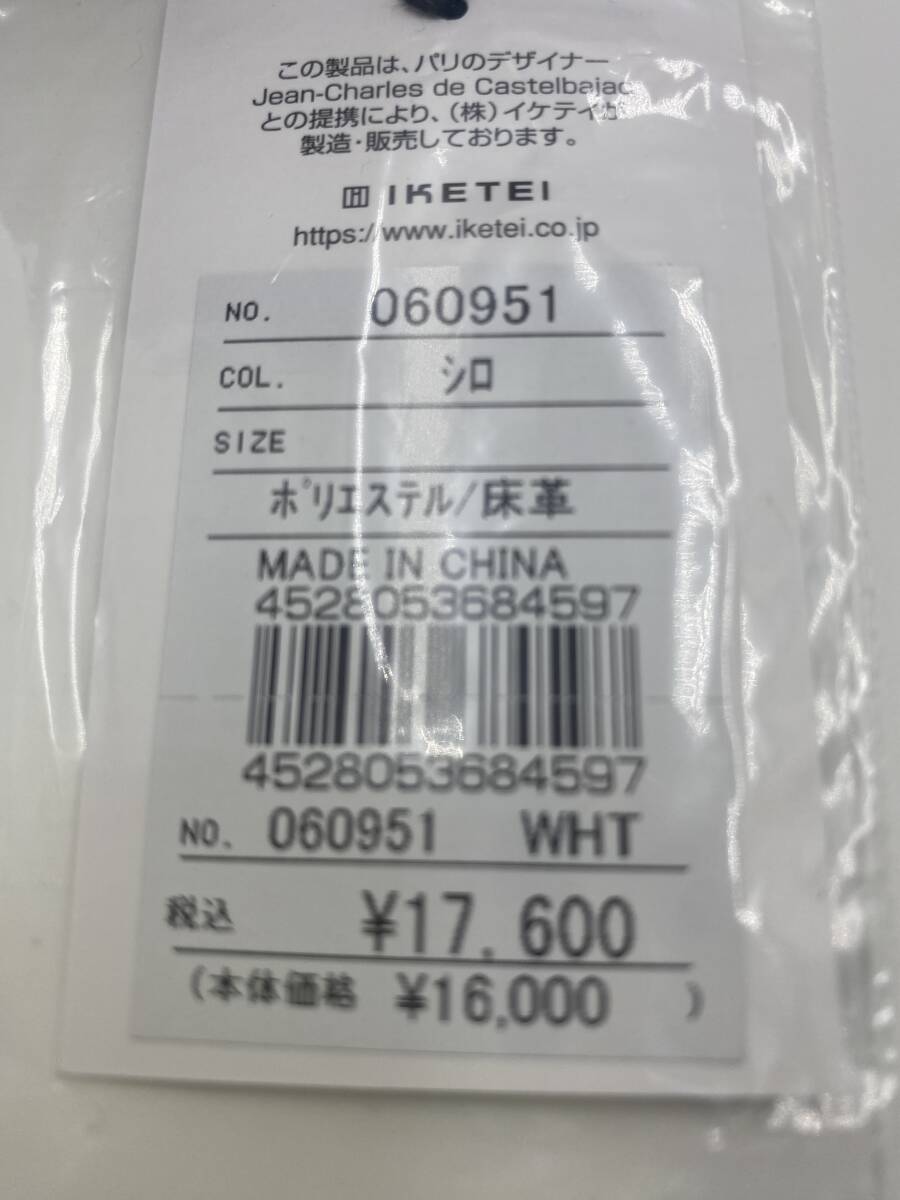 この製品は、パリのデザイナー
Jean-Charles de Castelbajac
との提携により、(株)イケテイが
製造・販売しております。
IKETEI
https://www.iketei.co.jp
NO. 060951
COL. シロ
SIZE
ポリエステル/床革
MADE IN CHINA
4528053684597
4528053684597
NO. 060951 WHT
税込 ¥17,600
(本体価格 ¥16,000 )